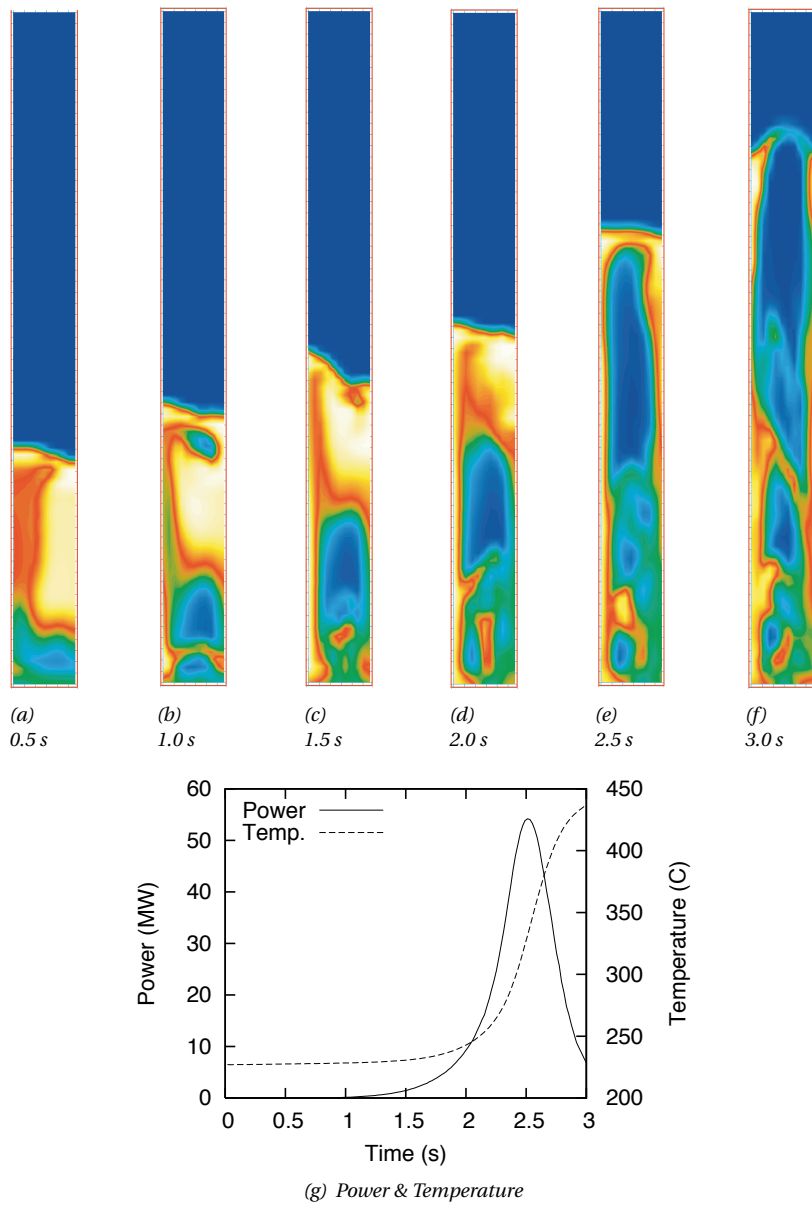 (a) (b) (c) (d) (e) (f)
0.5 s 1.0 s 1.5 s 2.0 s 2.5 s 3.0 s
60 450
Power
Temp.
50 400
40 350
30 300
20 250
10
0 200
Power (MW)
Temperature (C)
0 0.5 1 1.5 2 2.5 3
Time (s)
(g) Power & Temperature